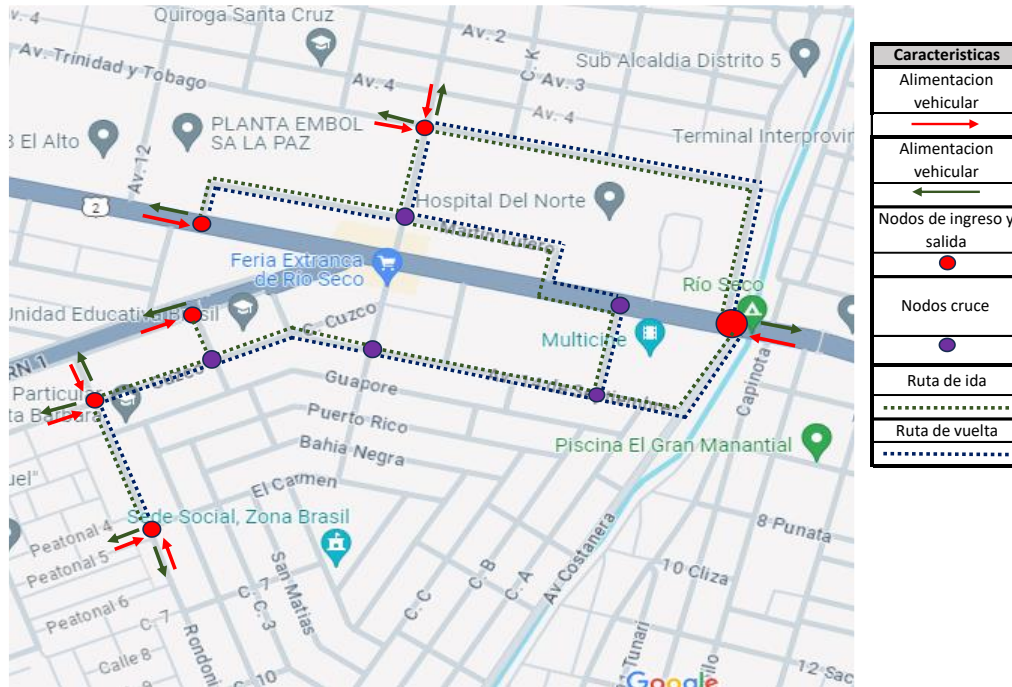 v. 4
Quiroga Santa Cruz
Av. 2
Av. Trinidad y Tobago
C. K
Sub Alcaldia Distrito 5
Av. 3
Av. 4
Av. 4
PLANTA EMBOL
SA LA PAZ
Terminal Interprovin
El Alto
Av. 12
2
Hospital Del Norte
Feria Extranca
de Río Seco
Río Seco
Unidad Educativa Brasil
C. Cuzco
Multicine
RN 1
Particular
Guapore
Capinota
Puerto Rico
Bahia Negra
Piscina El Gran Manantial
uel"
El Carmen
Sede Social, Zona Brasil
Peatonal 4
8 Punata
Peatonal 5
Av Costanera
10 Cliza
C. 7
C. B
C. A
San Matías
Peatonal 6
C. 7
C. C
C. C. 3
Calle 8
Rondoni
Tunari
C. 10
12 Sac
Google
Caracteristicas
Alimentacion
vehicular
Alimentacion
vehicular
Nodos de ingreso y
salida
Nodos cruce
Ruta de ida
Ruta de vuelta